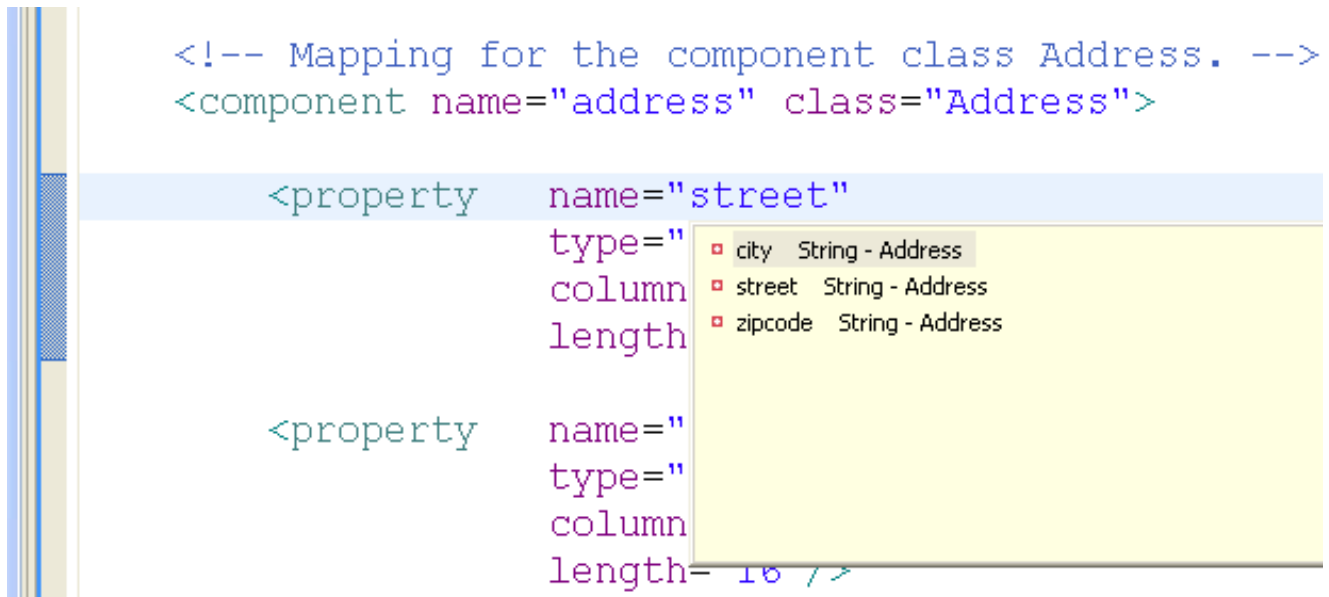 <!-- Mapping for the component class Address. -->
<component name="address" class="Address">
<property name="street"
type="
column
length
city String - Address
street String - Address
zipcode String - Address
<property name="
type="
column
length="16"/>